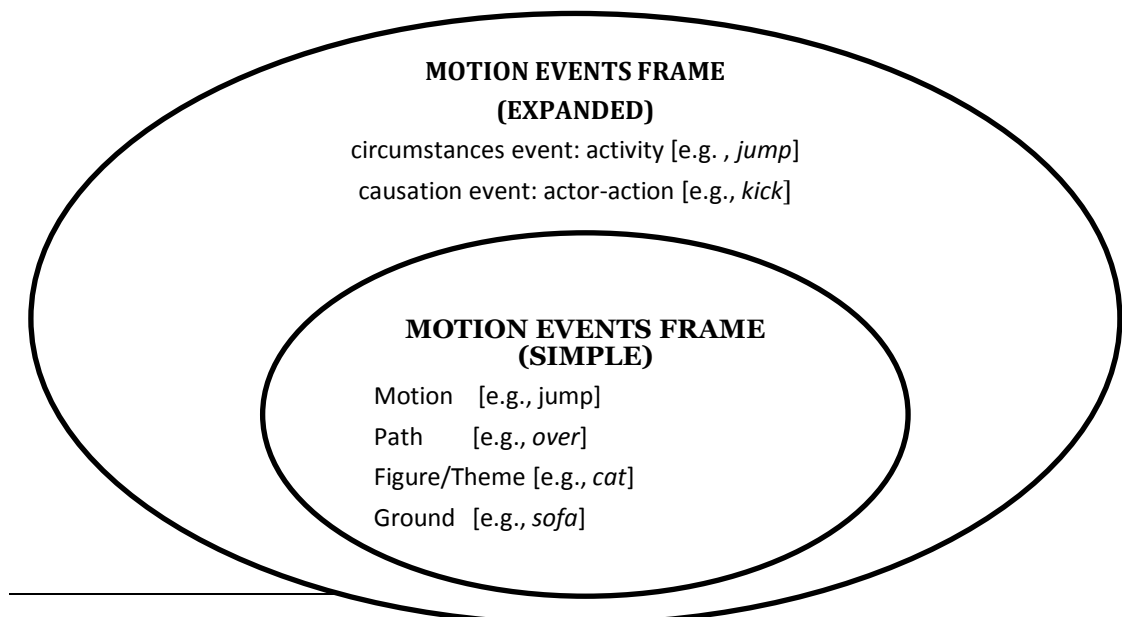 MOTION EVENTS FRAME
(EXPANDED)
circumstances event: activity [e.g. , jump]
causation event: actor-action [e.g., kick]
MOTION EVENTS FRAME
(SIMPLE)
Motion [e.g., jump]
Path [e.g., over]
Figure/Theme [e.g., cat]
Ground [e.g., sofa]